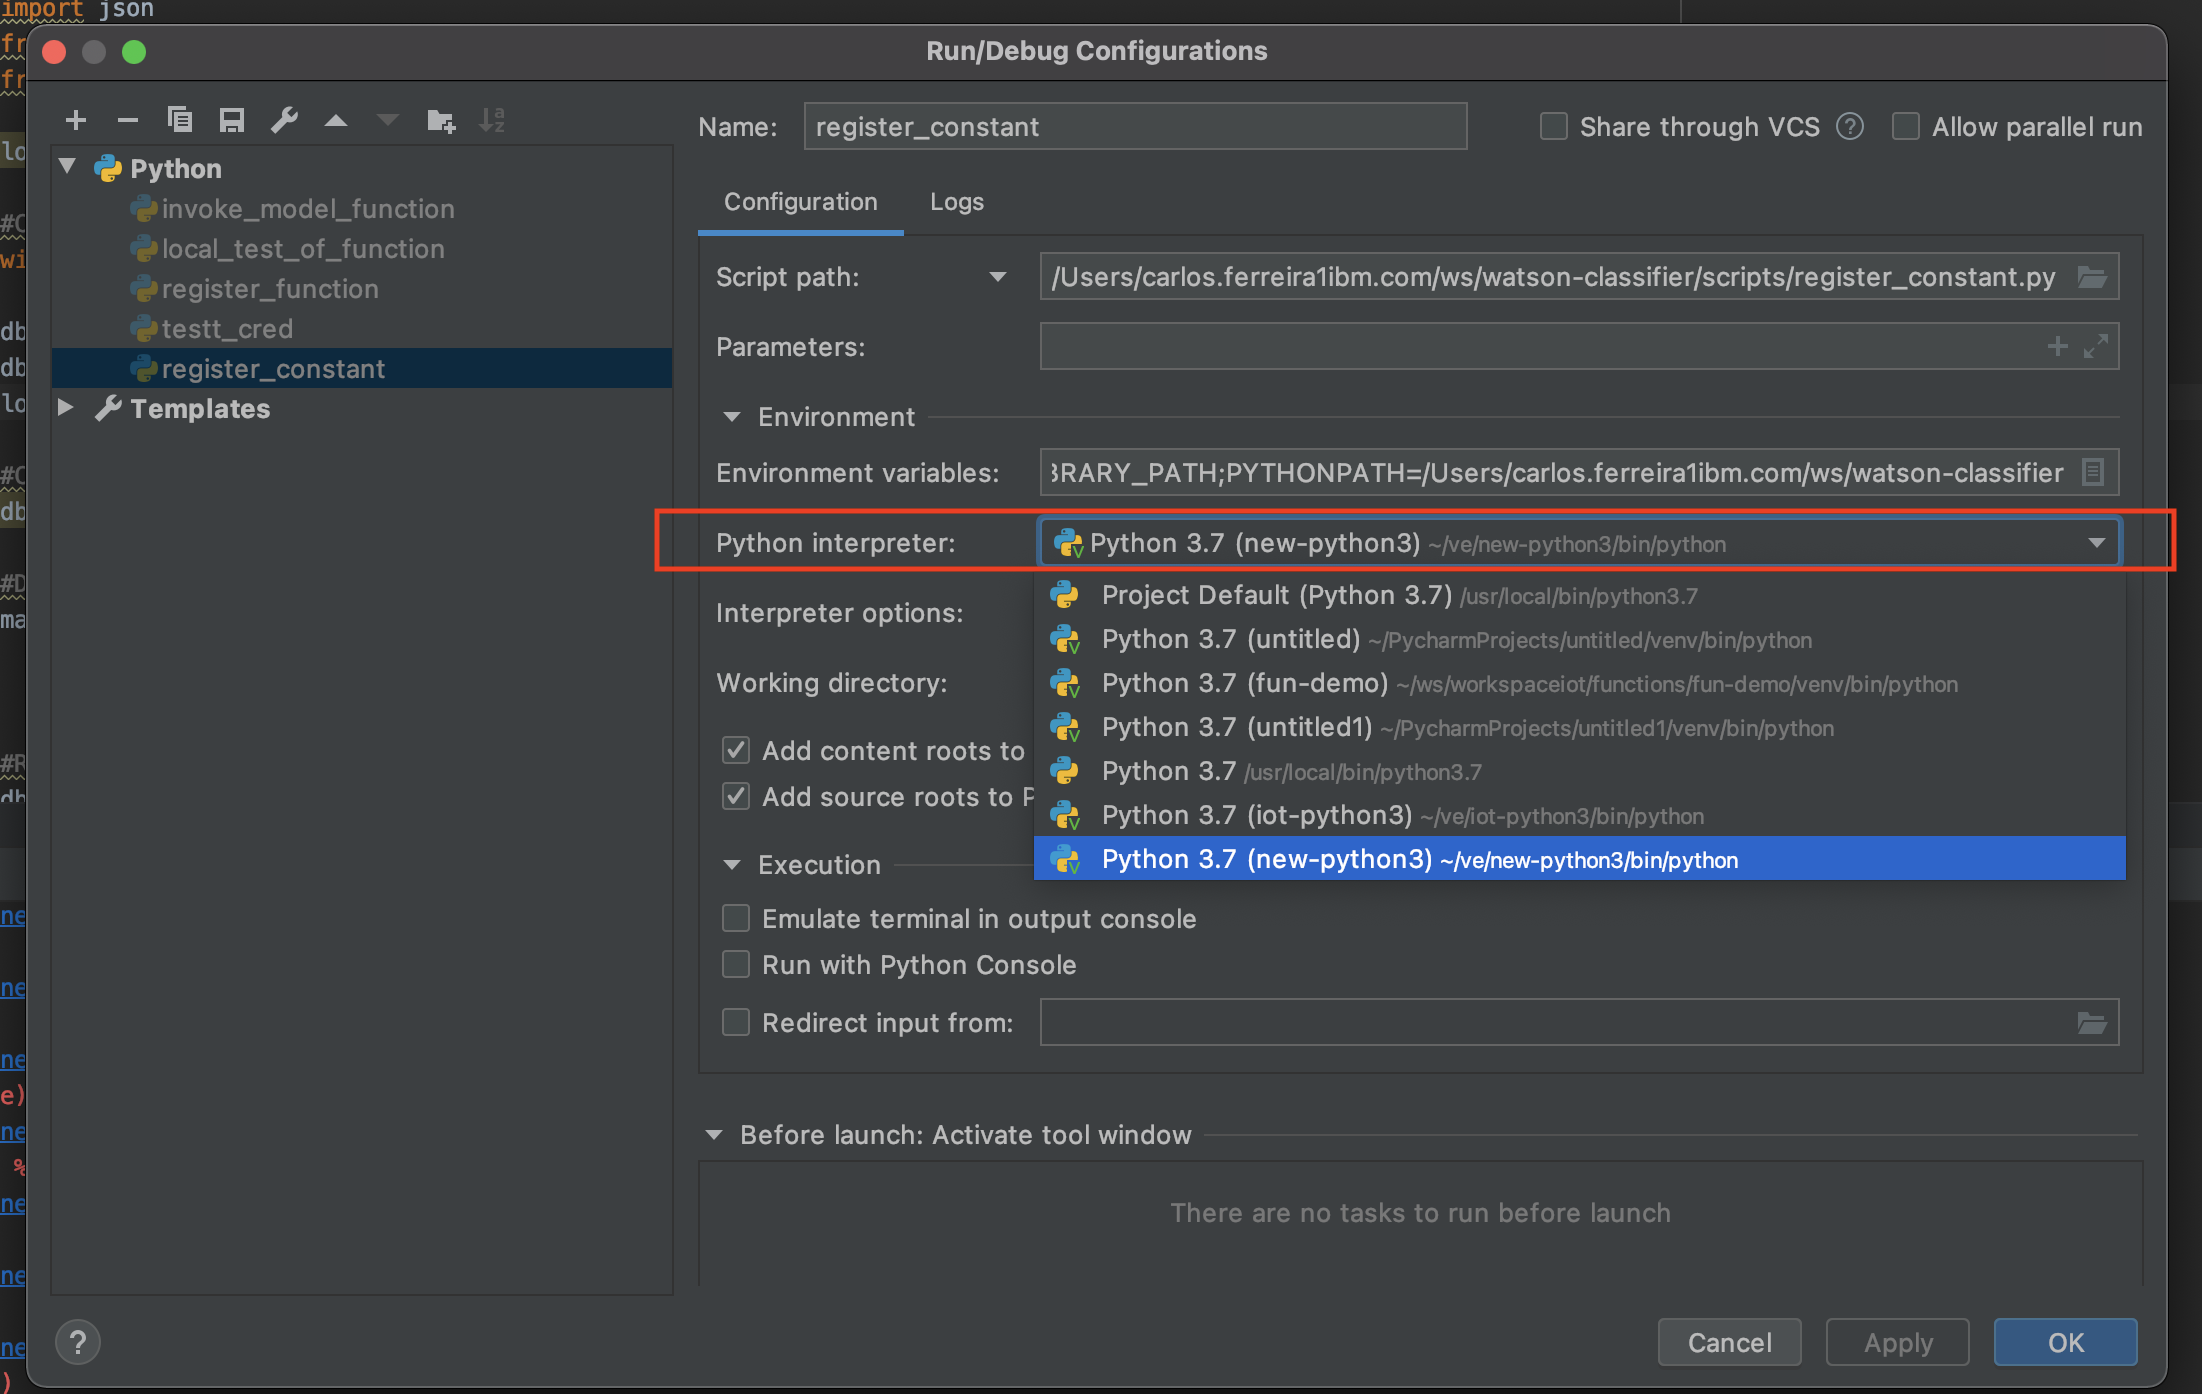 import json
Run/Debug Configurations
Name: register_constant
Share through VCS ?
Allow parallel run
Python
invoke_model_function
local_test_of_function
register_function
testt_cred
register_constant
Templates
Configuration Logs
Script path: /Users/carlos.ferreira1ibm.com/ws/watson-classifier/scripts/register_constant.py
Parameters:
Environment
Environment variables: BRARY_PATH;PYTHONPATH=/Users/carlos.ferreira1ibm.com/ws/watson-classifier
Python interpreter: Python 3.7 (new-python3) ~/ve/new-python3/bin/python
Project Default (Python 3.7) /usr/local/bin/python3.7
Interpreter options:
Python 3.7 (untitled) ~/PycharmProjects/untitled/venv/bin/python
Working directory:
Python 3.7 (fun-demo) ~/ws/workspaceiot/functions/fun-demo/venv/bin/python
Python 3.7 (untitled1) ~/PycharmProjects/untitled1/venv/bin/python
Add content roots to
Python 3.7 /usr/local/bin/python3.7
Add source roots to P
Python 3.7 (iot-python3) ~/ve/iot-python3/bin/python
Execution
Python 3.7 (new-python3) ~/ve/new-python3/bin/python
Emulate terminal in output console
Run with Python Console
Redirect input from:
Before launch: Activate tool window
There are no tasks to run before launch
?
Cancel
Apply
OK